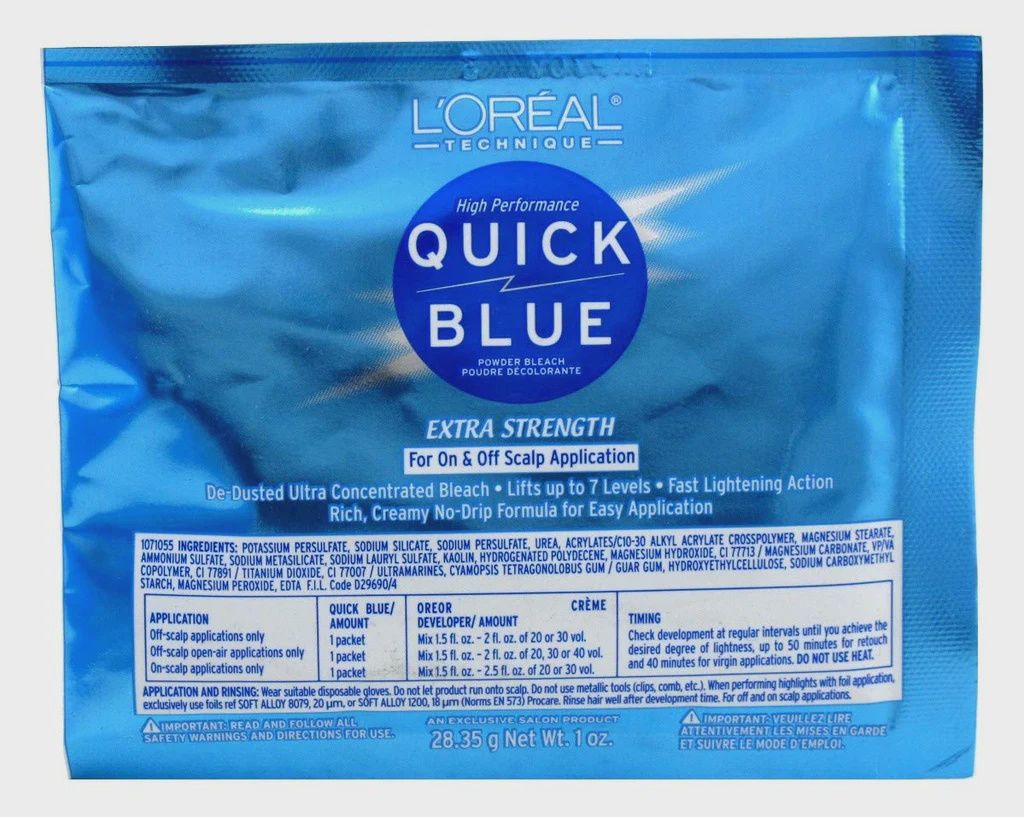 L'ORÉAL®
TECHNIQUE
High Performance
QUICK
BLUE
POWDER BLEACH
POUDRE DÉCOLORANTE
EXTRA STRENGTH
For On & Off Scalp Application
De-Dusted Ultra Concentrated Bleach • Lifts up to 7 Levels • Fast Lightening Action
Rich, Creamy No-Drip Formula for Easy Application
1071055 INGREDIENTS: POTASSIUM PERSULFATE, SODIUM SILICATE, SODIUM PERSULFATE, UREA, ACRYLATES/C10-30 ALKYL ACRYLATE CROSSPOLYMER, MAGNESIUM STEARATE,
AMMONIUM SULFATE, SODIUM METASILICATE, SODIUM LAURYL SULFATE, KAOLIN, HYDROGENATED POLYDECENE, MAGNESIUM HYDROXIDE, CI 77713 / MAGNESIUM CARBONATE, VP/VA
COPOLYMER, CI 77891 / TITANIUM DIOXIDE, CI 77007 / ULTRAMARINES, CYAMOPSIS TETRAGONOLOBUS GUM / GUAR GUM, HYDROXYETHYLCELLULOSE, SODIUM CARBOXYMETHYL
STARCH, MAGNESIUM PEROXIDE, EDTA F.I.L. Code D29690/4
APPLICATION
Off-scalp applications only
Off-scalp open-air applications only
On-scalp applications only
QUICK BLUE/
AMOUNT
1 packet
1 packet
1 packet
OREOR CRÈME
DEVELOPER/ AMOUNT
Mix 1.5 fl. oz. - 2 fl. oz. of 20 or 30 vol.
Mix 1.5 fl. oz. - 2 fl. oz. of 20, 30 or 40 vol.
Mix 1.5 fl. oz. - 2.5 fl. oz. of 20 or 30 vol.
TIMING
Check development at regular intervals until you achieve the
desired degree of lightness, up to 50 minutes for retouch
and 40 minutes for virgin applications. DO NOT USE HEAT.
APPLICATION AND RINSING: Wear suitable disposable gloves. Do not let product run onto scalp. Do not use metallic tools (clips, comb, etc.). When performing highlights with foil application,
exclusively use foils ref SOFT ALLOY 8079, 20 µm, or SOFT ALLOY 1200, 18 µm (Norms EN 573) Procare. Rinse hair well after development time. For off and on scalp applications.
IMPORTANT: READ AND FOLLOW ALL
SAFETY WARNINGS AND DIRECTIONS FOR USE.
AN EXCLUSIVE SALON PRODUCT
28.35 g Net Wt. 1 oz.
IMPORTANT: VEUILLEZ LIRE
ATTENTIVEMENT LES MISES EN GARDE
ET SUIVRE LE MODE D'EMPLOI.